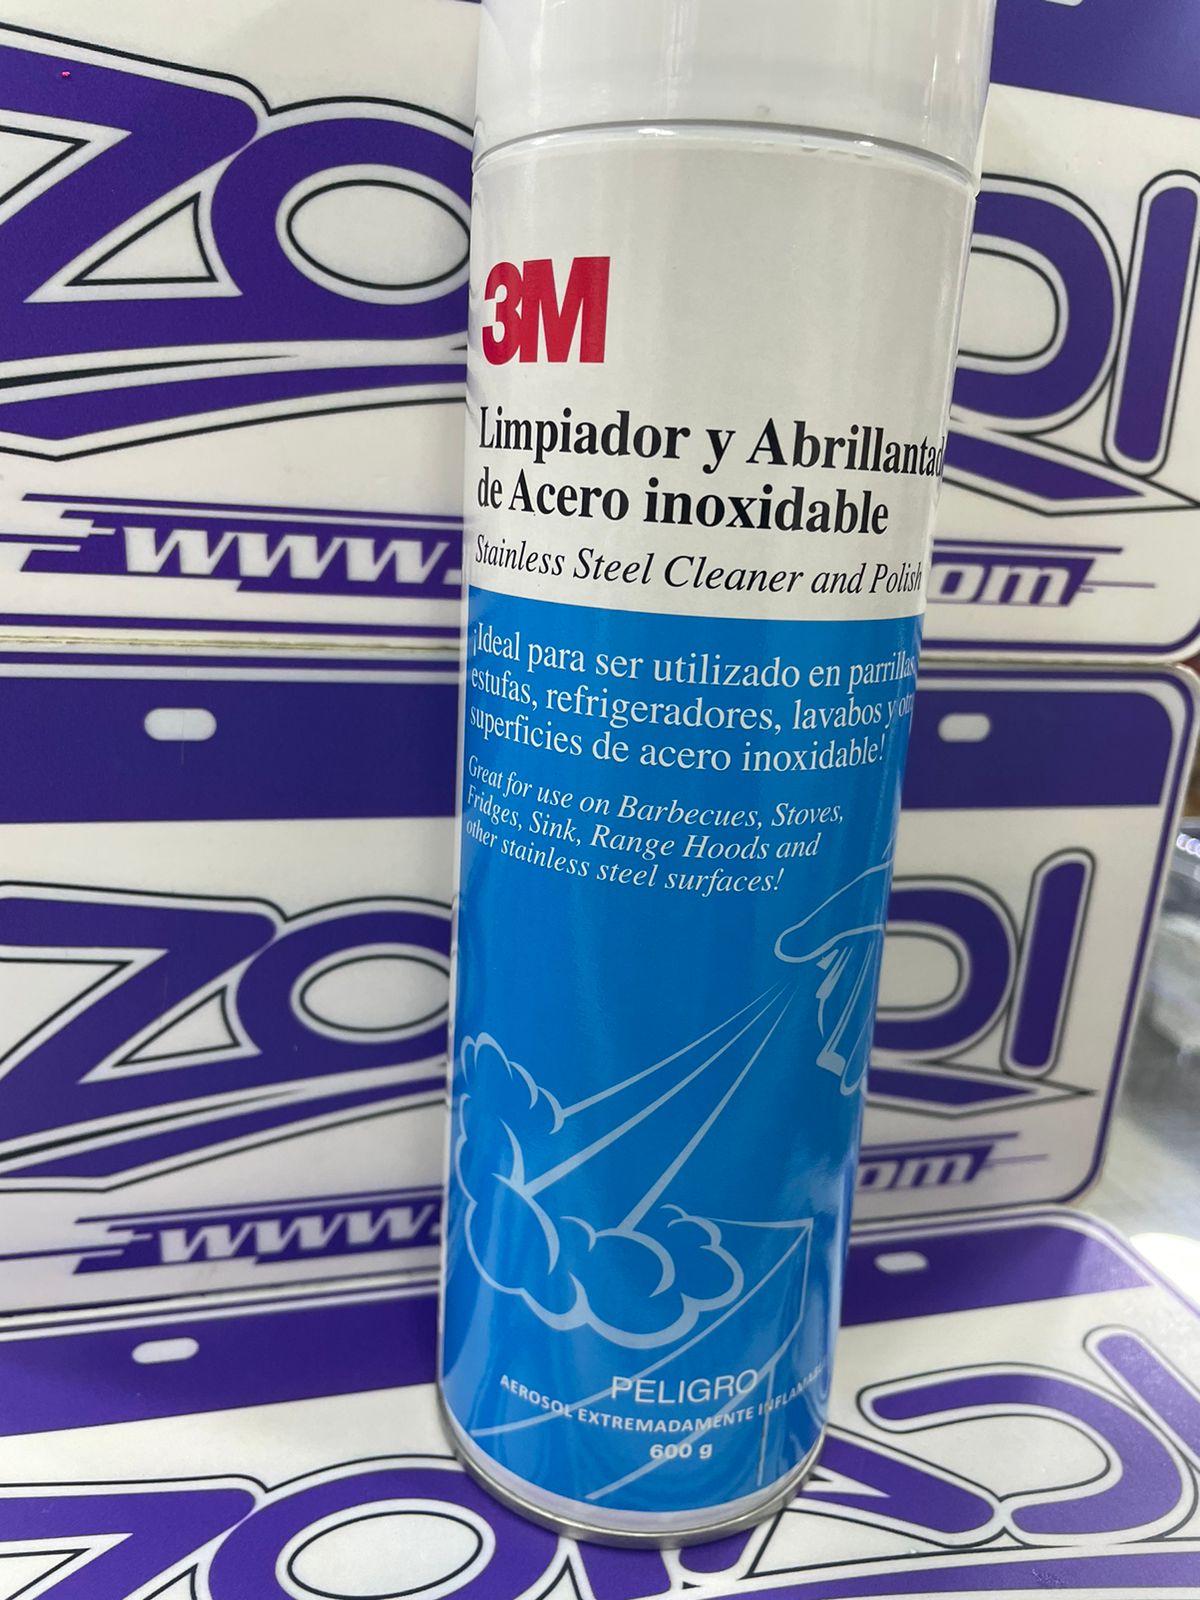 3M
Limpiador y Abrillantad
de Acero inoxidable
Stainless Steel Cleaner and Polish
¡Ideal para ser utilizado en parrillas,
estufas, refrigeradores, lavabos y otr
superficies de acero inoxidable!
Great for use on Barbecues, Stoves,
Fridges, Sink, Range Hoods and
other stainless steel surfaces!
PELIGRO
AEROSOL EXTREMADAMENTE INFLAMABL
600 g
www.
om
www.
.om